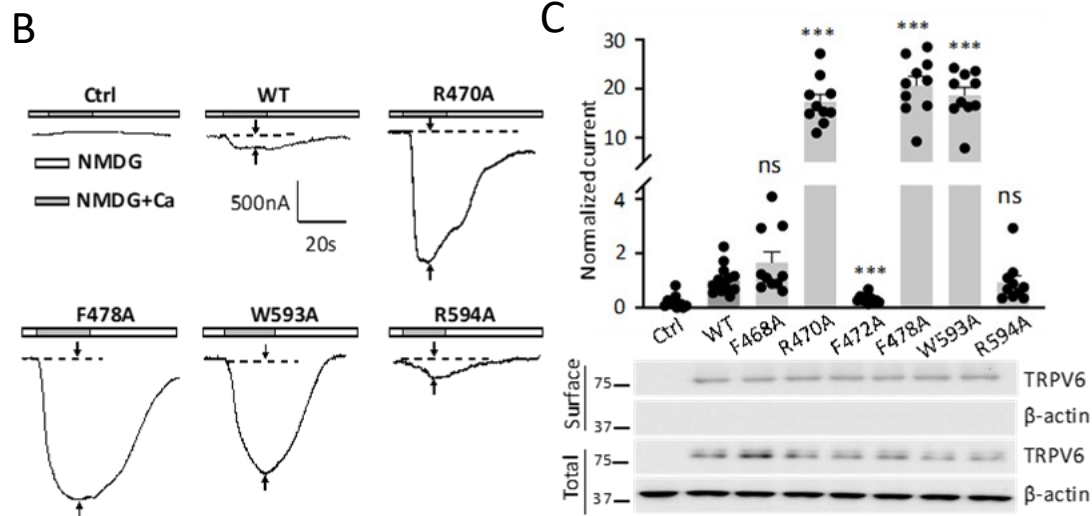 B
Ctrl
WT
R470A
NMDG
NMDG+Ca
500nA
20s
F478A
W593A
R594A
C
Normalized current
30
20
10
4
2
0
ns
***
***
***
***
ns
Ctrl
WT
F468A
R470A
F472A
F478A
W593A
R594A
Surface
75
TRPV6
37
β-actin
Total
75
TRPV6
37
β-actin